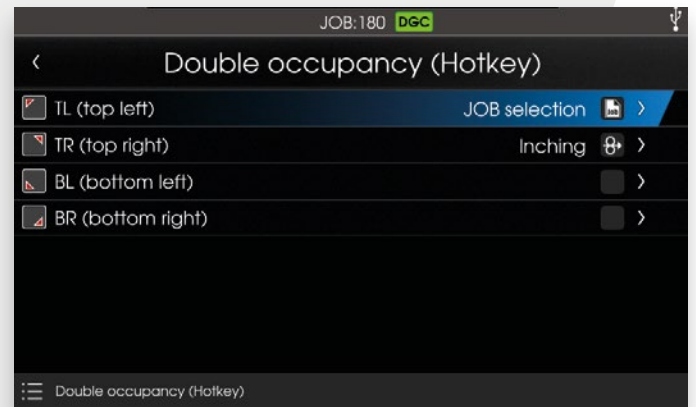 JOB:180 DGC
Double occupancy (Hotkey)
TL (top left) JOB selection Job
TR (top right) Inching
BL (bottom left)
BR (bottom right)
Double occupancy (Hotkey)